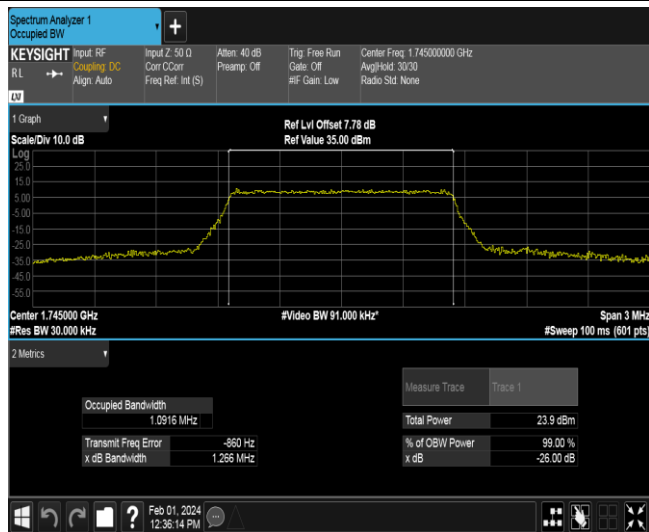 Spectrum Analyzer 1
Occupied BW
+
KEYSIGHT
RL
LXI
Input: RF
Coupling: DC
Align: Auto
Input Z: 50 Ω
Corr CCorr
Freq Ref: Int (S)
Atten: 40 dB
Preamp: Off
Trig: Free Run
Gate: Off
#IF Gain: Low
Center Freq: 1.745000000 GHz
Avg|Hold: 30/30
Radio Std: None
1 Graph
Scale/Div 10.0 dB
Ref Lvl Offset 7.78 dB
Ref Value 35.00 dBm
Log
25.0
15.0
5.00
-5.00
-15.0
-25.0
-35.0
-45.0
-55.0
Center 1.745000 GHz
#Res BW 30.000 kHz
#Video BW 91.000 kHz*
Span 3 MHz
#Sweep 100 ms (601 pts)
2 Metrics
Measure Trace
Trace 1
Occupied Bandwidth
1.0916 MHz
Total Power
23.9 dBm
Transmit Freq Error
-860 Hz
% of OBW Power
99.00 %
x dB Bandwidth
1.266 MHz
x dB
-26.00 dB
?
Feb 01, 2024
12:36:14 PM